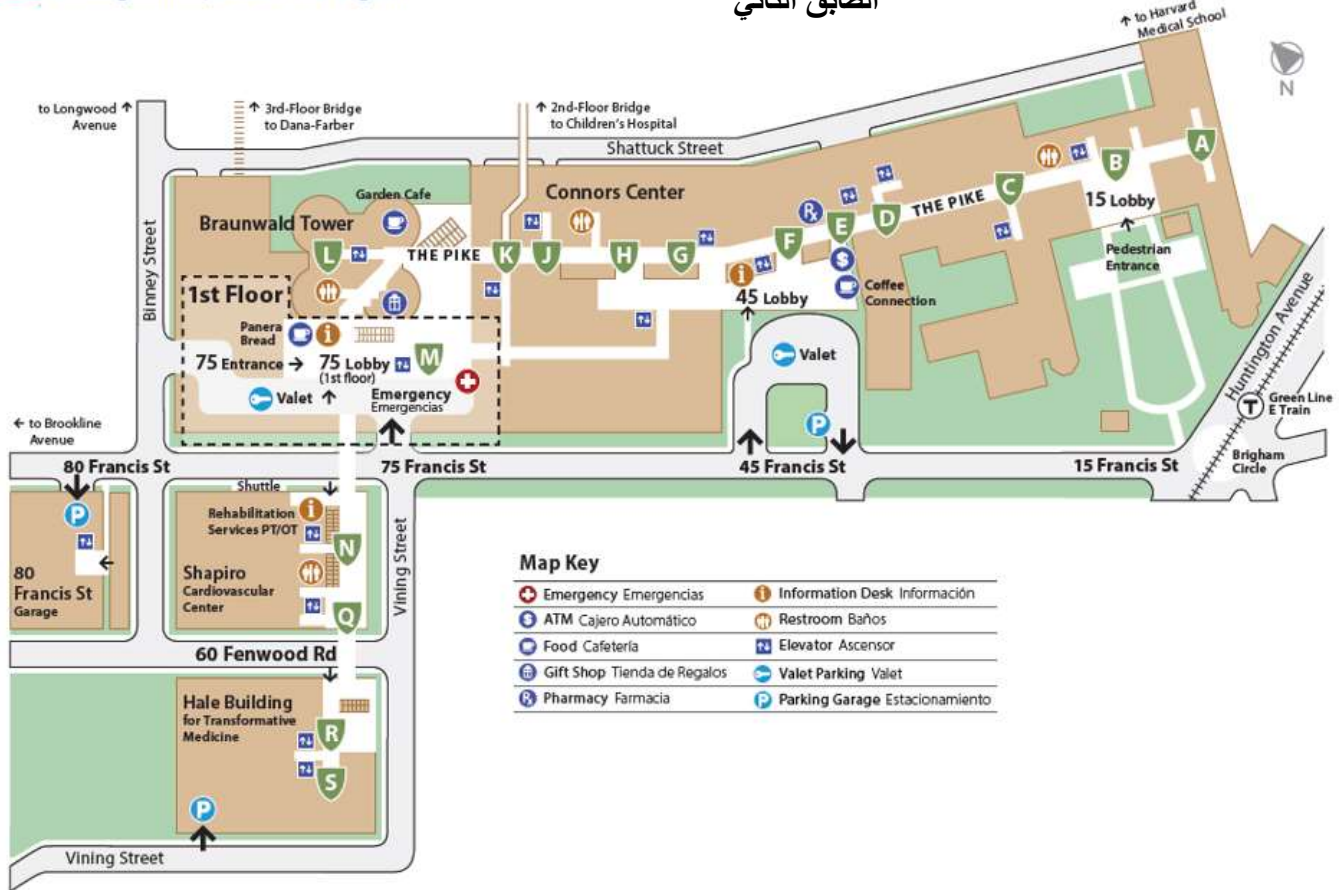 الطابق الثاني
↑ to Harvard
Medical School
N
to Longwood ↑
Avenue
↑ 3rd-Floor Bridge
to Dana-Farber
↑ 2nd-Floor Bridge
to Children's Hospital
Shattuck Street
Binney Street
Braunwald Tower
Garden Cafe
Connors Center
L
THE PIKE
K
J
H
G
F
E
D
THE PIKE
C
B
A
15 Lobby
Pedestrian
Entrance
45 Lobby
Coffee
Connection
Valet
1st Floor
Panera
Bread
75 Entrance →
75 Lobby
(1st floor)
M
Valet ↑
Emergency
Emergencias
Huntington Avenue
T
Green Line
E Train
Brigham
Circle
← to Brookline
Avenue
80 Francis St
75 Francis St
45 Francis St
15 Francis St
P
P
80
Francis St
Garage
Shuttle
Rehabilitation
Services PT/OT
N
Shapiro
Cardiovascular
Center
Q
Vining Street
60 Fenwood Rd
Hale Building
for Transformative
Medicine
R
S
P
Vining Street
Map Key
Emergency Emergencias
Information Desk Información
ATM Cajero Automático
Restroom Baños
Food Cafetería
Elevator Ascensor
Gift Shop Tienda de Regalos
Valet Parking Valet
Pharmacy Farmacia
Parking Garage Estacionamiento